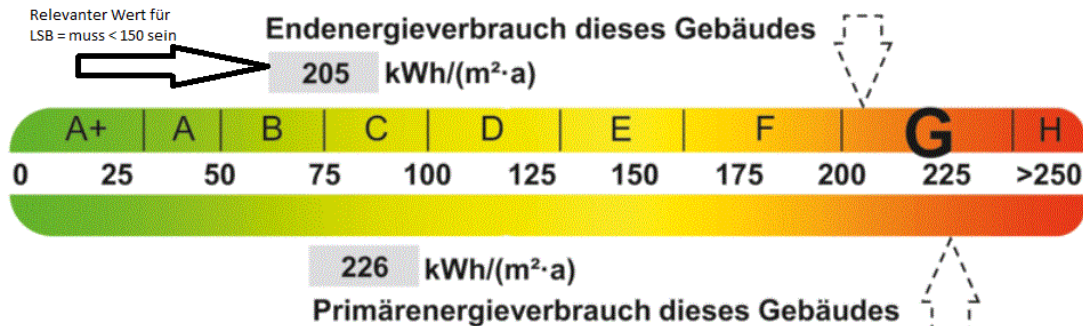 Relevanter Wert für
LSB = muss < 150 sein
Endenergieverbrauch dieses Gebäudes
205 kWh/(m²·a)
A+ A B C D E F G H
0 25 50 75 100 125 150 175 200 225 >250
226 kWh/(m²·a)
Primärenergieverbrauch dieses Gebäudes